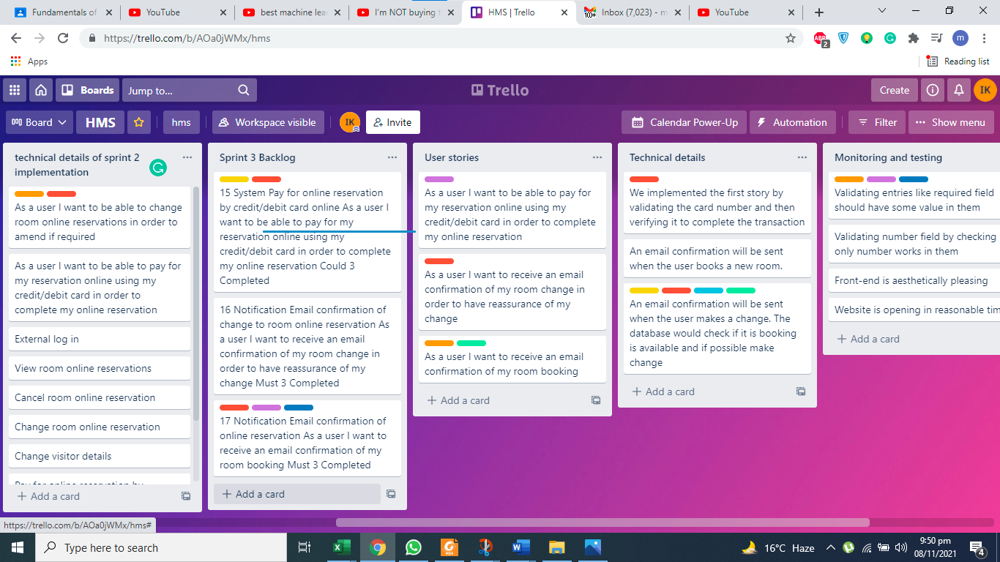 Fundamentals of
YouTube
best machine lea
I'm NOT buying t
HMS | Trello
Inbox (7,023) - m
YouTube
https://trello.com/b/AOa0jWMx/hms
ABP
2
m
Apps
Reading list
Boards
Jump to...
Trello
Create
IK
Board
HMS
hms
Workspace visible
IK
Invite
Calendar Power-Up
Automation
Filter
Show menu
technical details of sprint 2
implementation
As a user I want to be able to change
room online reservations in order to
amend if required
As a user I want to be able to pay for
my reservation online using my
credit/debit card in order to
complete my online reservation
External log in
View room online reservations
Cancel room online reservation
Change room online reservation
Change visitor details
Pay for online reservation by
Add a card
Sprint 3 Backlog
15 System Pay for online reservation
by credit/debit card online As a user I
want to be able to pay for my
reservation online using my
credit/debit card in order to complete
my online reservation Could 3
Completed
16 Notification Email confirmation of
change to room online reservation As
a user I want to receive an email
confirmation of my room change in
order to have reassurance of my
change Must 3 Completed
17 Notification Email confirmation of
online reservation As a user I want to
receive an email confirmation of my
room booking Must 3 Completed
Add a card
User stories
As a user I want to be able to pay for
my reservation online using my
credit/debit card in order to complete
my online reservation
As a user I want to receive an email
confirmation of my room change in
order to have reassurance of my
change
As a user I want to receive an email
confirmation of my room booking
Add a card
Technical details
We implemented the first story by
validating the card number and then
verifying it to complete the transaction
An email confirmation will be sent
when the user books a new room.
An email confirmation will be sent
when the user makes a change. The
database would check if it is booking
is available and if possible make
change
Add a card
Monitoring and testing
Validating entries like required field
should have some value in them
Validating number field by checking
only number works in them
Front-end is aesthetically pleasing
Website is opening in reasonable tim
Add a card
https://trello.com/b/AOa0jWMx/hms#
Type here to search
16°C Haze
9:50 pm
08/11/2021
4